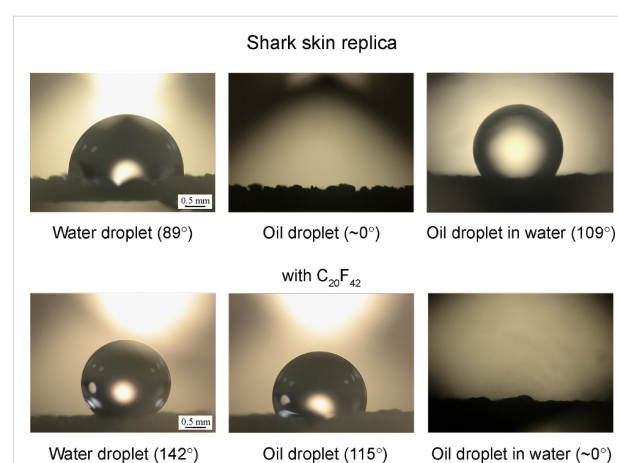 Shark skin replica
0.5 mm
Water droplet (89°)
Oil droplet (~0°)
Oil droplet in water (109°)
with C₂₀F₄₂
0.5 mm
Water droplet (142°)
Oil droplet (115°)
Oil droplet in water (~0°)